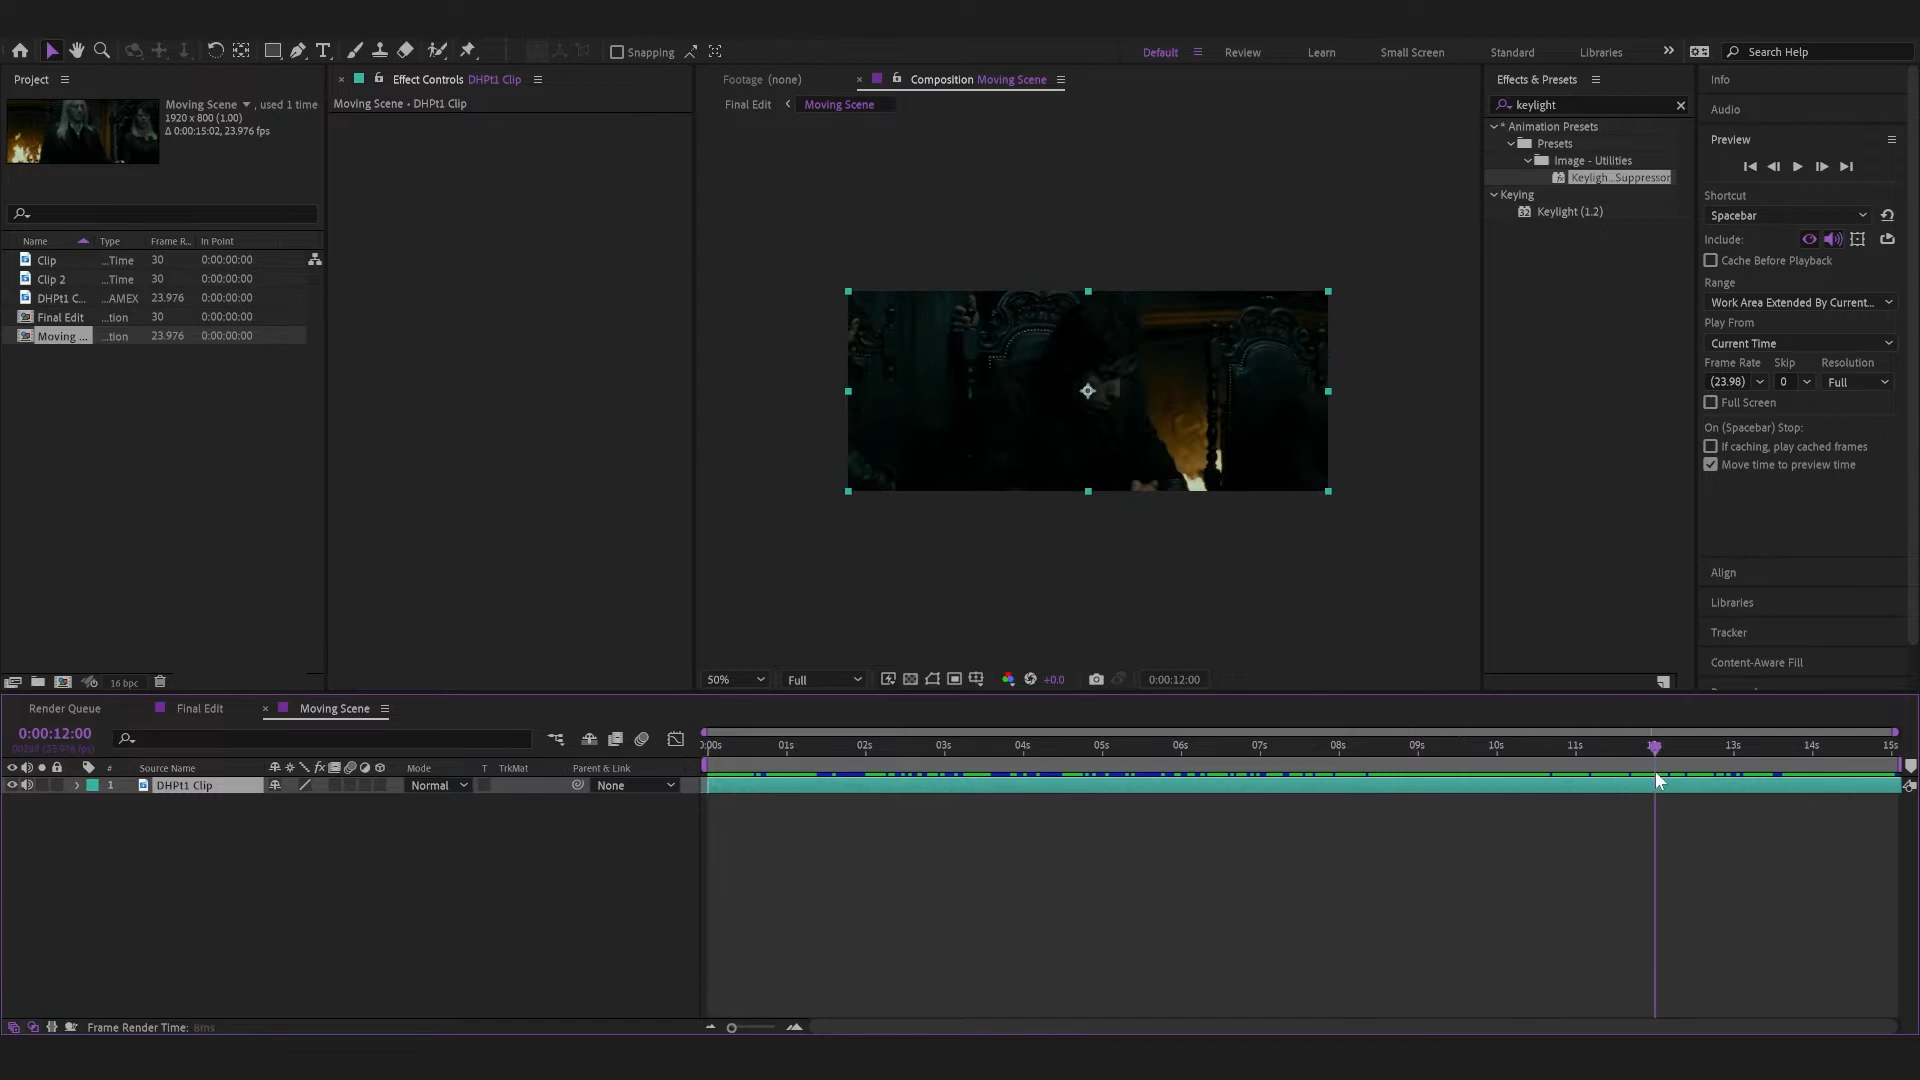 Snapping
Default
Review
Learn
Small Screen
Standard
Libraries
Search Help
Project
Moving Scene , used 1 time
1920 x 800 (1.00)
Δ 0:00:15:02, 23.976 fps
Effect Controls DHPt1 Clip
Moving Scene • DHPt1 Clip
Footage (none)
Composition Moving Scene
Final Edit
Moving Scene
Effects & Presets
keylight
* Animation Presets
Presets
Image - Utilities
Keyligh...Suppressor
Keying
Keylight (1.2)
Info
Audio
Preview
Shortcut
Spacebar
Include:
Cache Before Playback
Range
Work Area Extended By Current...
Play From
Current Time
Frame Rate Skip Resolution
(23.98) 0 Full
Full Screen
On (Spacebar) Stop:
If caching, play cached frames
Move time to preview time
Align
Libraries
Tracker
Content-Aware Fill
Name Type Frame R... In Point
Clip ...Time 30 0:00:00:00
Clip 2 ...Time 30 0:00:00:00
DHPt1 C... ...AMEX 23.976 0:00:00:00
Final Edit ...tion 30 0:00:00:00
Moving ... ...tion 23.976 0:00:00:00
16 bpc
50%
Full
+0.0
0:00:12:00
Render Queue
Final Edit
Moving Scene
0:00:12:00
# Source Name Mode T TrkMat Parent & Link
1 DHPt1 Clip Normal None
01s 02s 03s 04s 05s 06s 07s 08s 09s 10s 11s 13s 14s 15s
Frame Render Time: 8ms